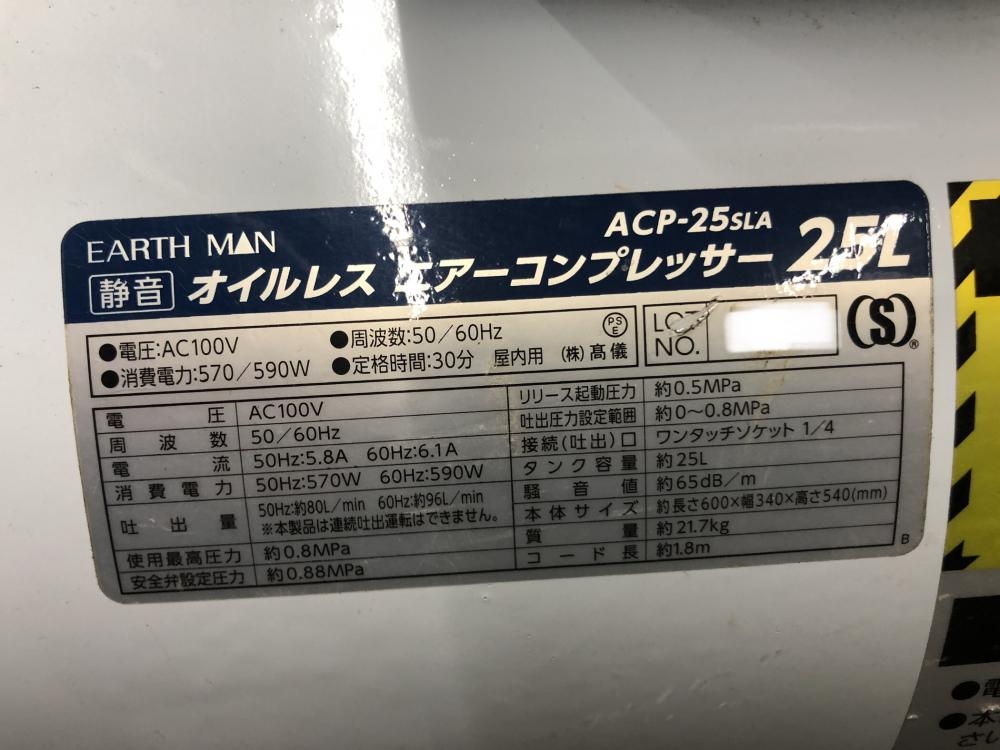 EARTH MAN
ACP-25SLA
静音 オイルレス エアーコンプレッサー 25L
●電圧:AC100V ●周波数:50/60Hz
●消費電力:570/590W ●定格時間:30分 屋内用 (株)髙儀
PS E
LOT NO.
(S)®
電圧 AC100V
周波数 50/60Hz
電流 50Hz:5.8A 60Hz:6.1A
消費電力 50Hz:570W 60Hz:590W
吐出量 50Hz:約80L/min 60Hz:約96L/min
※本製品は連続吐出運転はできません。
使用最高圧力 約0.8MPa
安全弁設定圧力 約0.88MPa
リリース起動圧力 約0.5MPa
吐出圧力設定範囲 約0～0.8MPa
接続(吐出)口 ワンタッチソケット 1/4
タンク容量 約25L
騒音値 約65dB/m
本体サイズ 約長さ600×幅340×高さ540(mm)
質量 約21.7kg
コード長 約1.8m
B
●電
●本